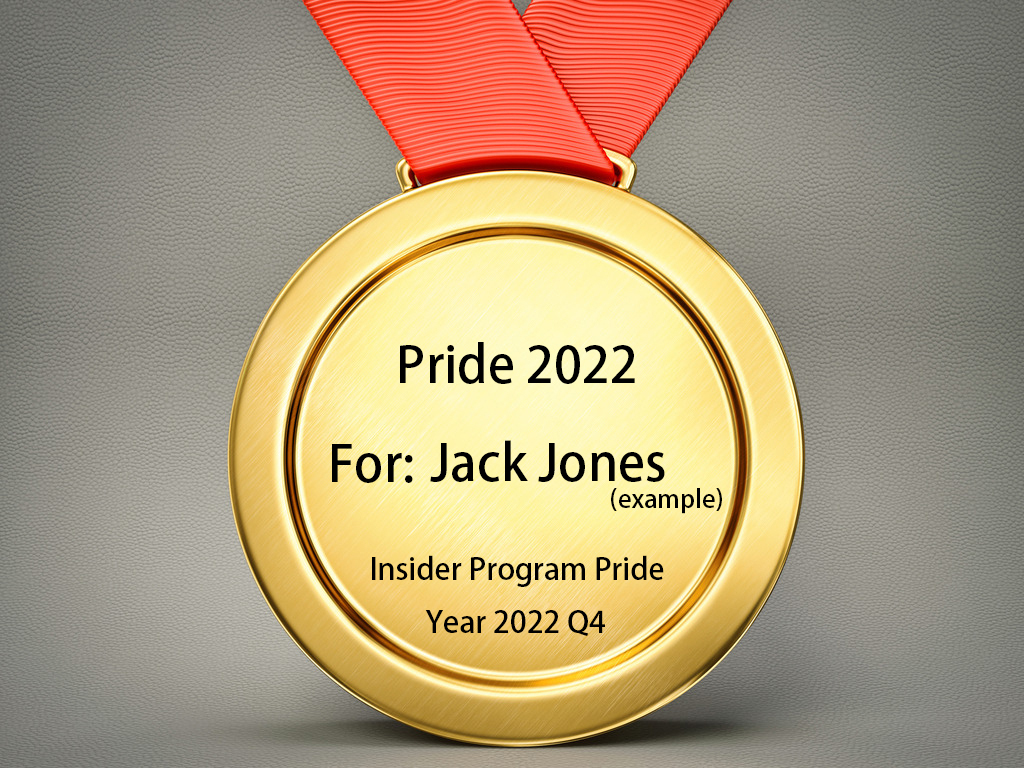 Pride 2022
For: Jack Jones
(example)
Insider Program Pride
Year 2022 Q4